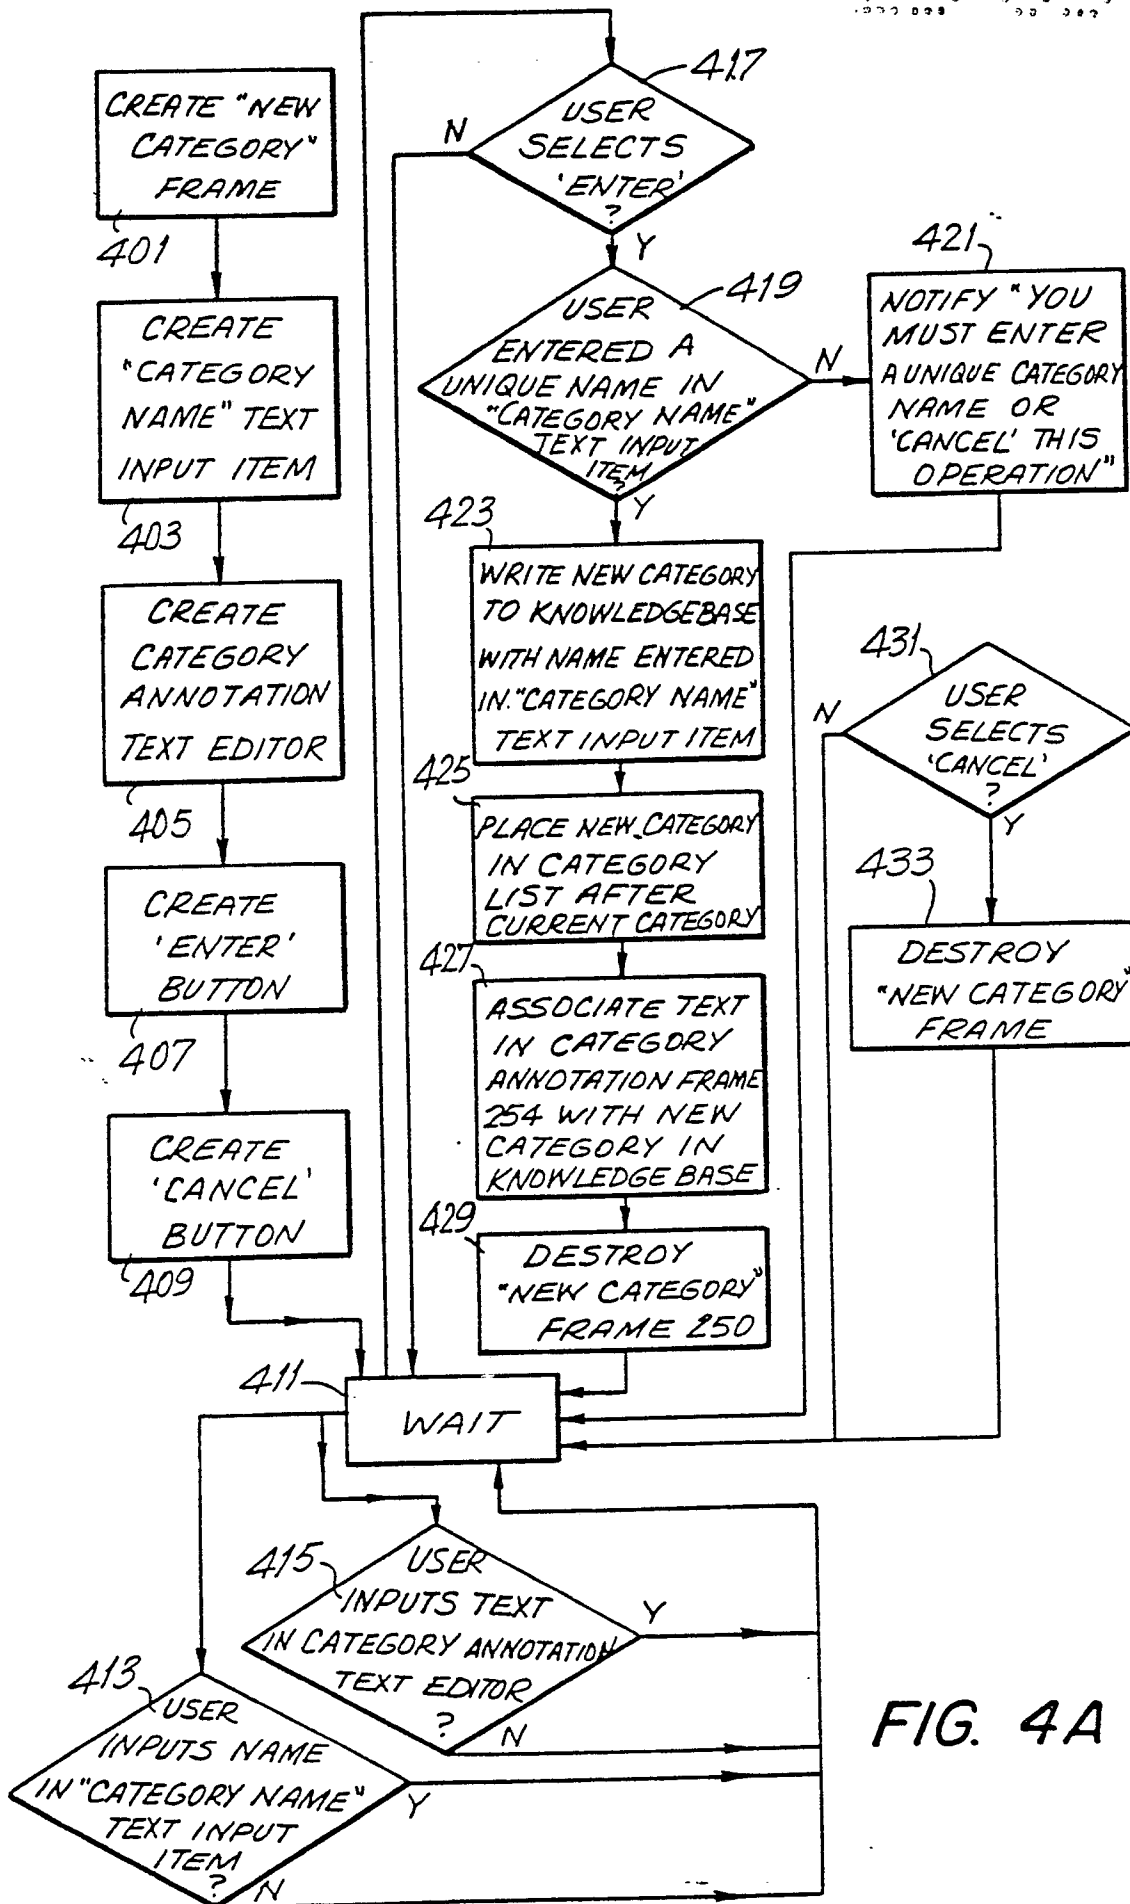 CREATE "NEW
CATEGORY"
FRAME
401
CREATE
"CATEGORY
NAME" TEXT
INPUT ITEM
403
CREATE
CATEGORY
ANNOTATION
TEXT EDITOR
405
CREATE
'ENTER'
BUTTON
407
CREATE
'CANCEL'
BUTTON
409
411
WAIT
417
USER
SELECTS
'ENTER'
?
N
Y
419
USER
ENTERED A
UNIQUE NAME IN
"CATEGORY NAME"
TEXT INPUT
ITEM
?
N
Y
421
NOTIFY "YOU
MUST ENTER
A UNIQUE CATEGORY
NAME OR
'CANCEL' THIS
OPERATION"
423
WRITE NEW CATEGORY
TO KNOWLEDGEBASE
WITH NAME ENTERED
IN "CATEGORY NAME"
TEXT INPUT ITEM
425
PLACE NEW CATEGORY
IN CATEGORY
LIST AFTER
CURRENT CATEGORY
427
ASSOCIATE TEXT
IN CATEGORY
ANNOTATION FRAME
254 WITH NEW
CATEGORY IN
KNOWLEDGE BASE
429
DESTROY
"NEW CATEGORY"
FRAME 250
431
USER
SELECTS
'CANCEL'
?
N
Y
433
DESTROY
"NEW CATEGORY"
FRAME
415
USER
INPUTS TEXT
IN CATEGORY ANNOTATION
TEXT EDITOR
?
Y
N
413
USER
INPUTS NAME
IN "CATEGORY NAME"
TEXT INPUT
ITEM
?
Y
N
FIG. 4A